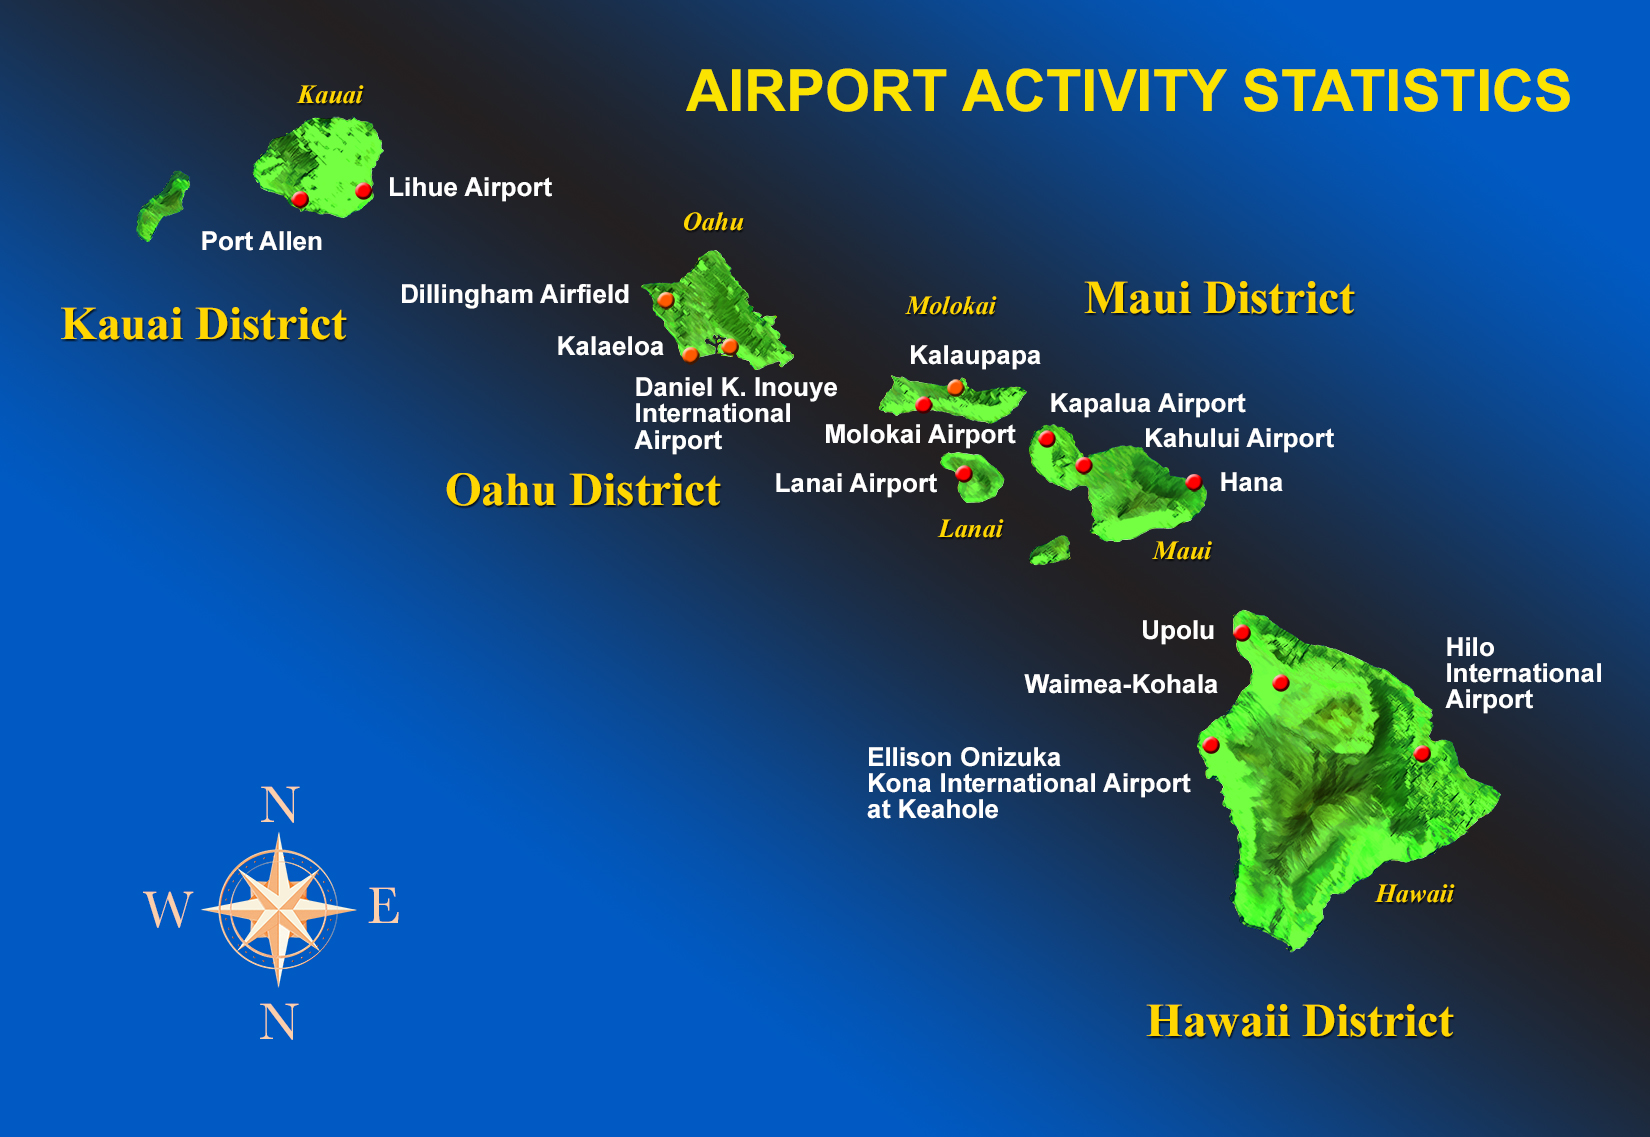 AIRPORT ACTIVITY STATISTICS
Kauai
Lihue Airport
Port Allen
Kauai District
Oahu
Dillingham Airfield
Kalaeloa
Daniel K. Inouye
International
Airport
Oahu District
Maui District
Molokai
Kalaupapa
Kapalua Airport
Molokai Airport
Kahului Airport
Lanai Airport
Hana
Lanai
Maui
Upolu
Waimea-Kohala
Hilo
International
Airport
Ellison Onizuka
Kona International Airport
at Keahole
Hawaii
Hawaii District
N
W
E
N